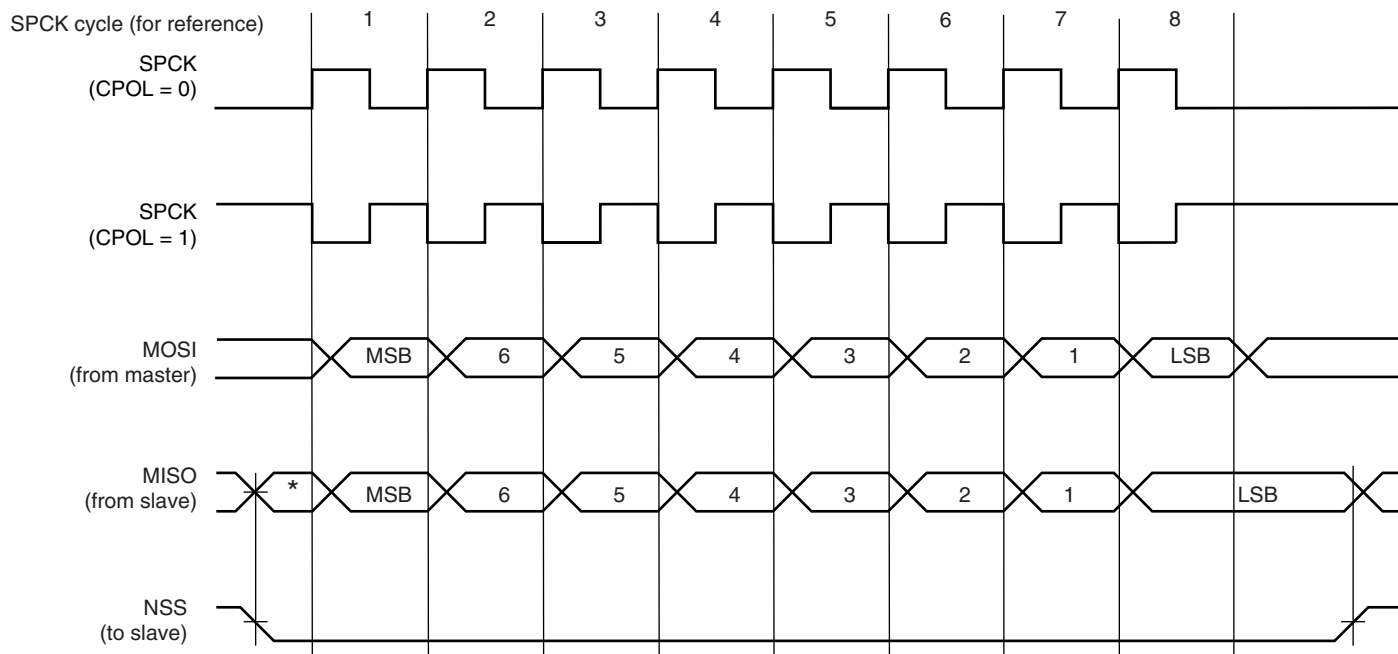 SPCK cycle (for reference) 1 2 3 4 5 6 7 8
SPCK
(CPOL = 0)
SPCK
(CPOL = 1)
MOSI
(from master)
MSB 6 5 4 3 2 1 LSB
MISO
(from slave)
* MSB 6 5 4 3 2 1 LSB
NSS
(to slave)